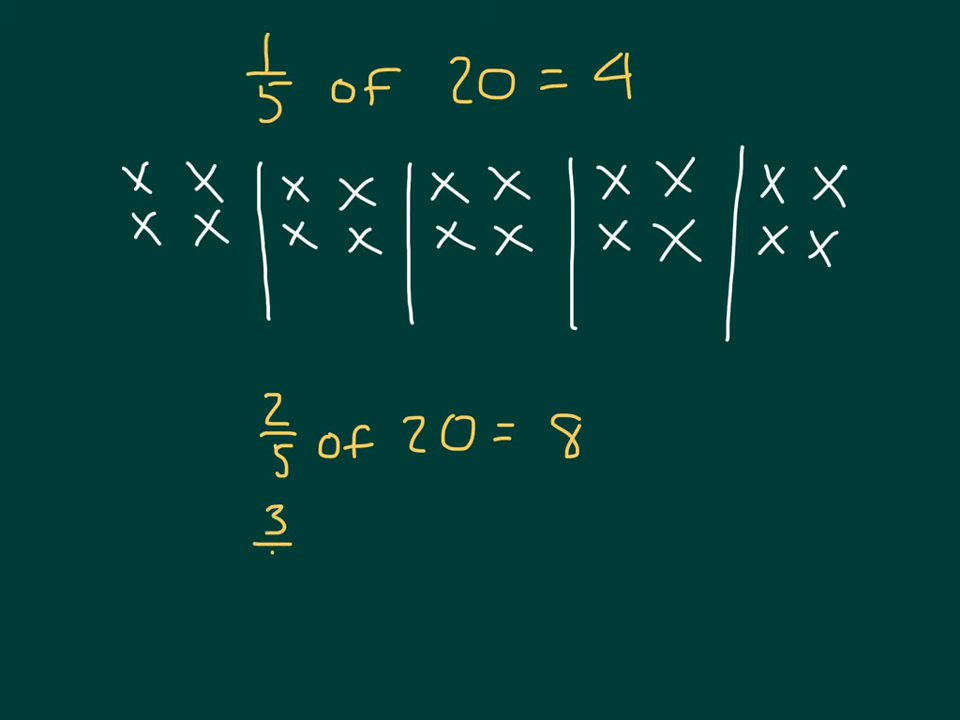 1/5 of 20 = 4
x x | x x | x x | x x | x x
x x | x x | x x | x x | x x
2/5 of 20 = 8
3/